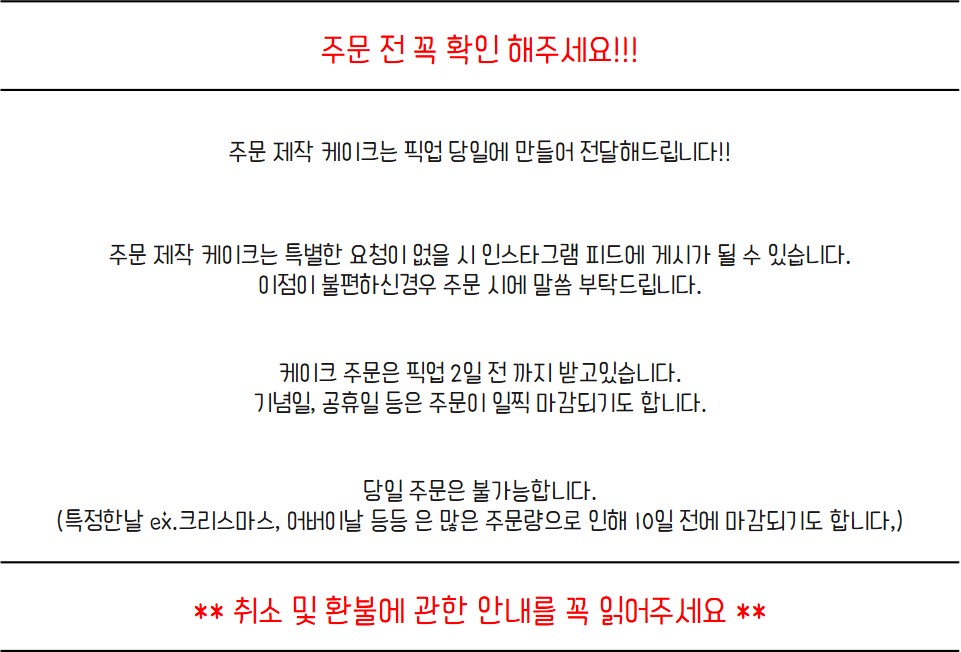 주문 전 꼭 확인 해주세요!!!
주문 제작 케이크는 픽업 당일에 만들어 전달해드립니다!!
주문 제작 케이크는 특별한 요청이 없을 시 인스타그램 피드에 게시가 될 수 있습니다.
이점이 불편하신경우 주문 시에 말씀 부탁드립니다.
케이크 주문은 픽업 2일 전 까지 받고있습니다.
기념일, 공휴일 등은 주문이 일찍 마감되기도 합니다.
당일 주문은 불가능합니다.
(특정한날 ex.크리스마스, 어버이날 등등 은 많은 주문량으로 인해 10일 전에 마감되기도 합니다,)
** 취소 및 환불에 관한 안내를 꼭 읽어주세요 **